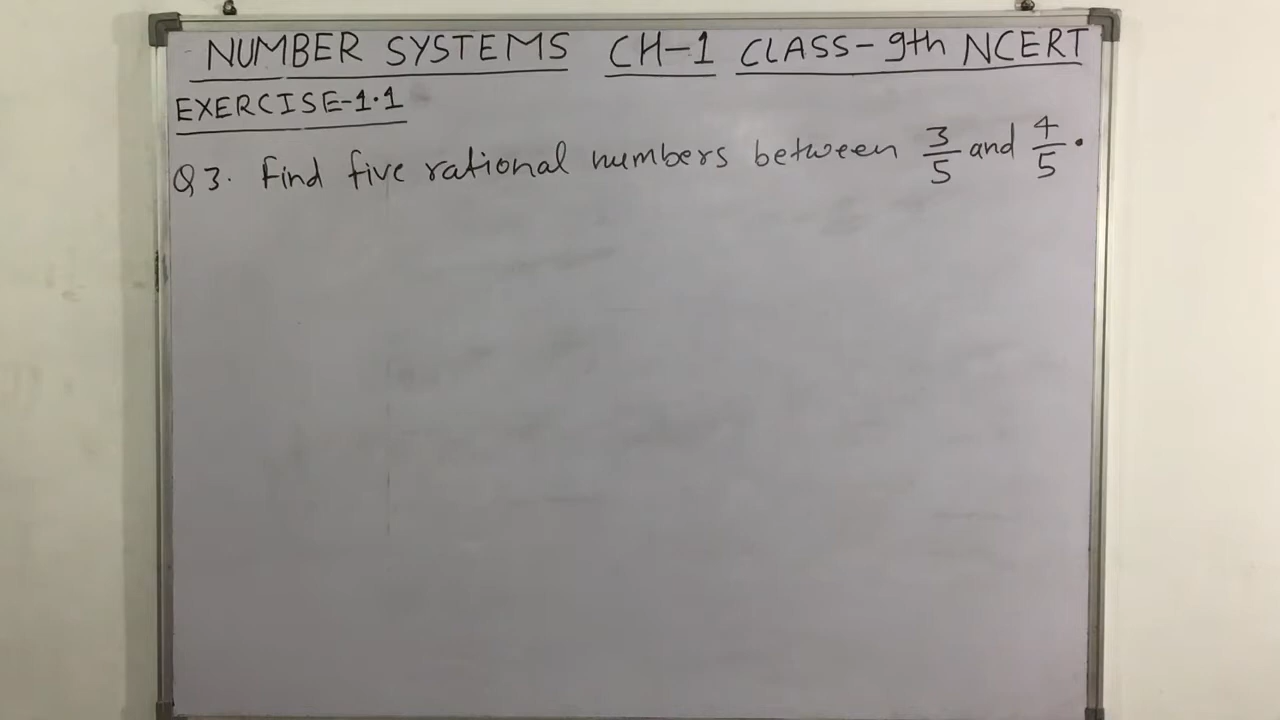 NUMBER SYSTEMS CH-1 CLASS-9th NCERT
EXERCISE-1.1
Q3. Find five rational numbers between 3/5 and 4/5.